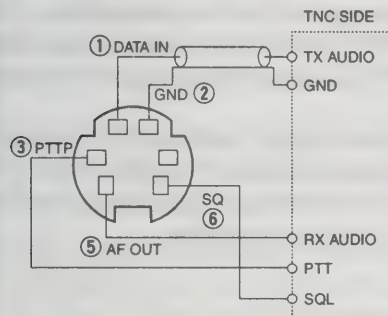 TNC SIDE
① DATA IN
TX AUDIO
GND ②
GND
③ PTTP
SQ
⑥
⑤ AF OUT
RX AUDIO
PTT
SQL